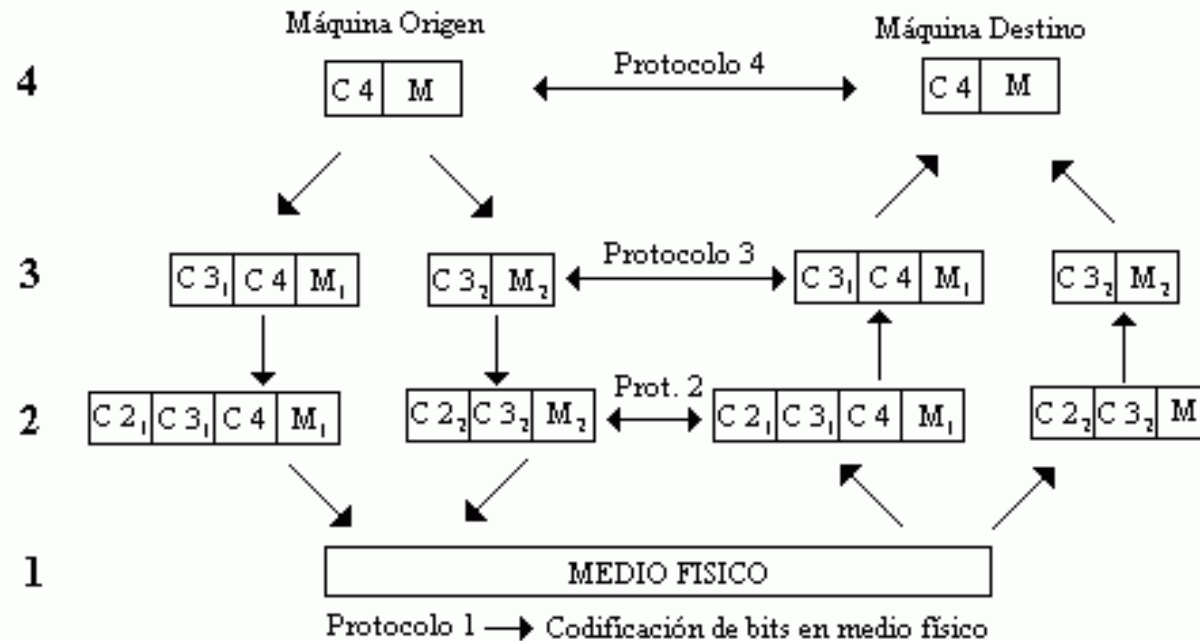 Máquina Origen
Máquina Destino
4
C 4 M
Protocolo 4
C 4 M
3
C 3₁ C 4 M₁
C 3₂ M₂
Protocolo 3
C 3₁ C 4 M₁
C 3₂ M₂
2
C 2₁ C 3₁ C 4 M₁
C 2₂ C 3₂ M₂
Prot. 2
C 2₁ C 3₁ C 4 M₁
C 2₂ C 3₂ M
1
MEDIO FISICO
Protocolo 1 → Codificación de bits en medio físico